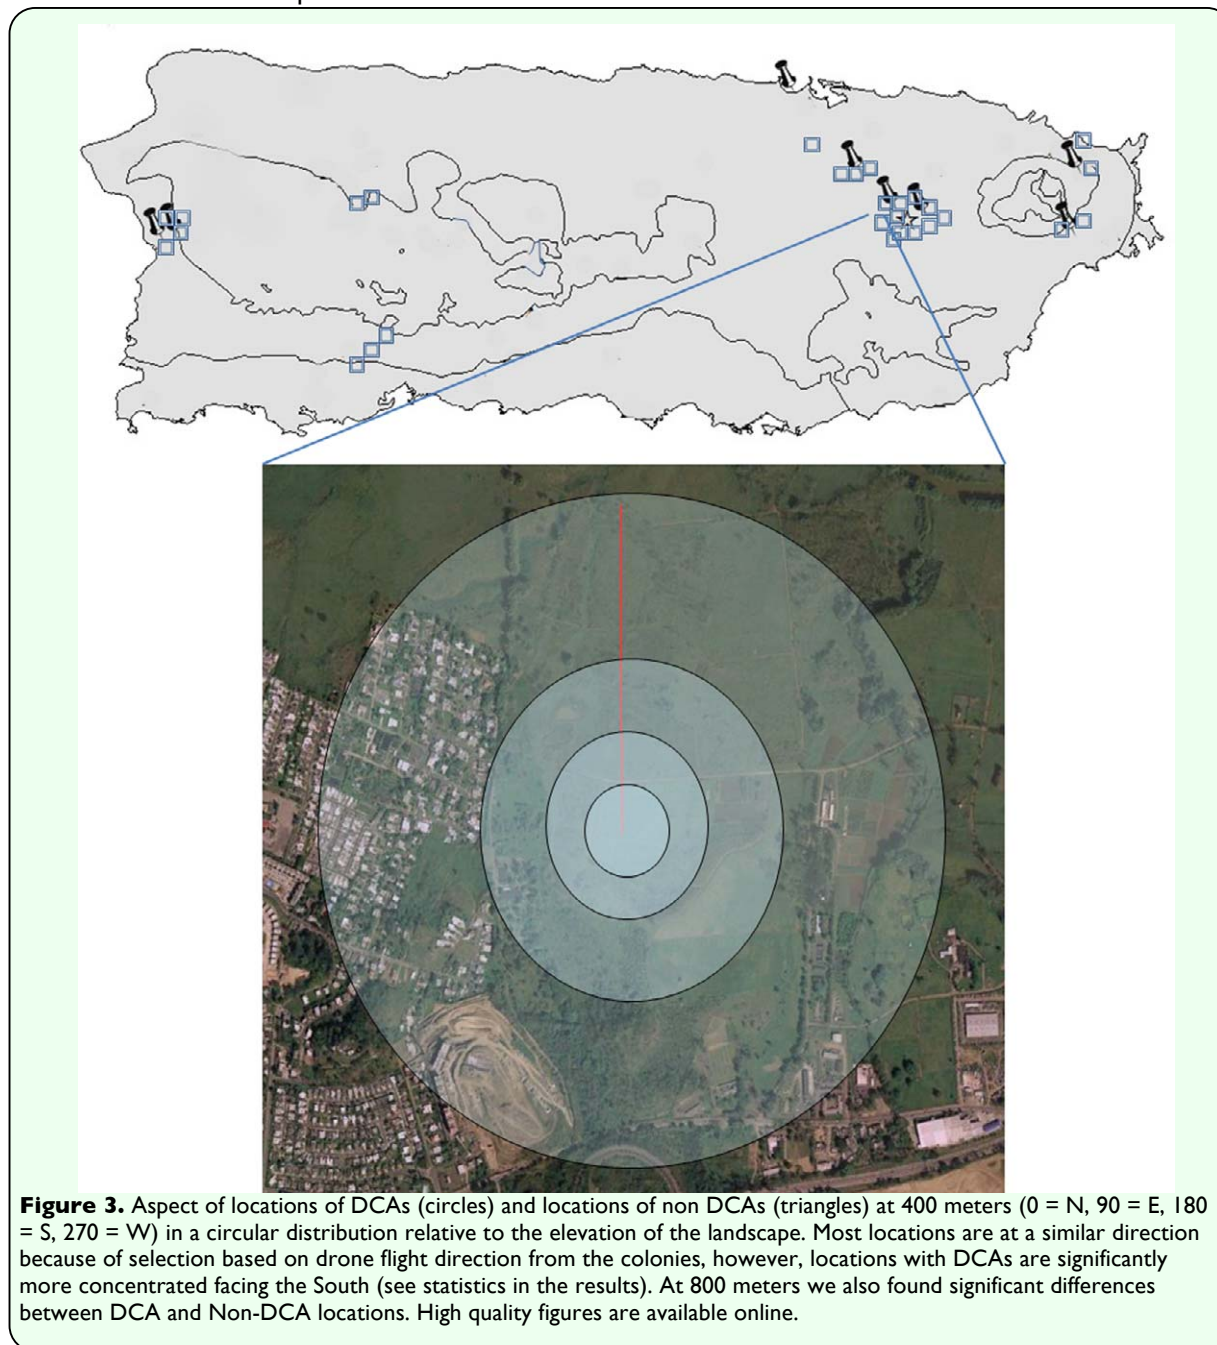 Figure 3. Aspect of locations of DCAs (circles) and locations of non DCAs (triangles) at 400 meters (0 = N, 90 = E, 180
= S, 270 = W) in a circular distribution relative to the elevation of the landscape. Most locations are at a similar direction
because of selection based on drone flight direction from the colonies, however, locations with DCAs are significantly
more concentrated facing the South (see statistics in the results). At 800 meters we also found significant differences
between DCA and Non-DCA locations. High quality figures are available online.